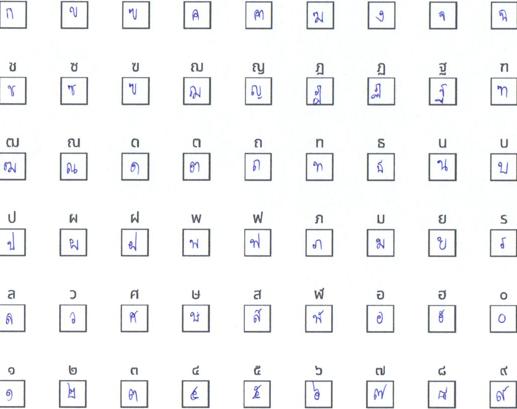 ก ข ฃ ค ฅ ฆ ง จ ฉ
ช ซ ฃ ฌ ญ ฎ ฏ ฐ ฑ
ช ซ ฃ ฌ ญ ฎ ฏ ฐ ฑ
ฒ ณ ด ต ถ ท ธ น บ
ฒ ณ ด ต ถ ท ธ น บ
ป ผ ฝ พ ฟ ภ ม ย ร
ป ผ ฝ พ ฟ ภ ม ย ร
ล ว ศ ษ ส ฬ อ ฮ ๐
ล ว ศ ษ ส ฬ อ ฮ ๐
๑ ๒ ๓ ๔ ๕ ๖ ๗ ๘ ๙
๑ ๒ ๓ ๔ ๕ ๖ ๗ ๘ ๙